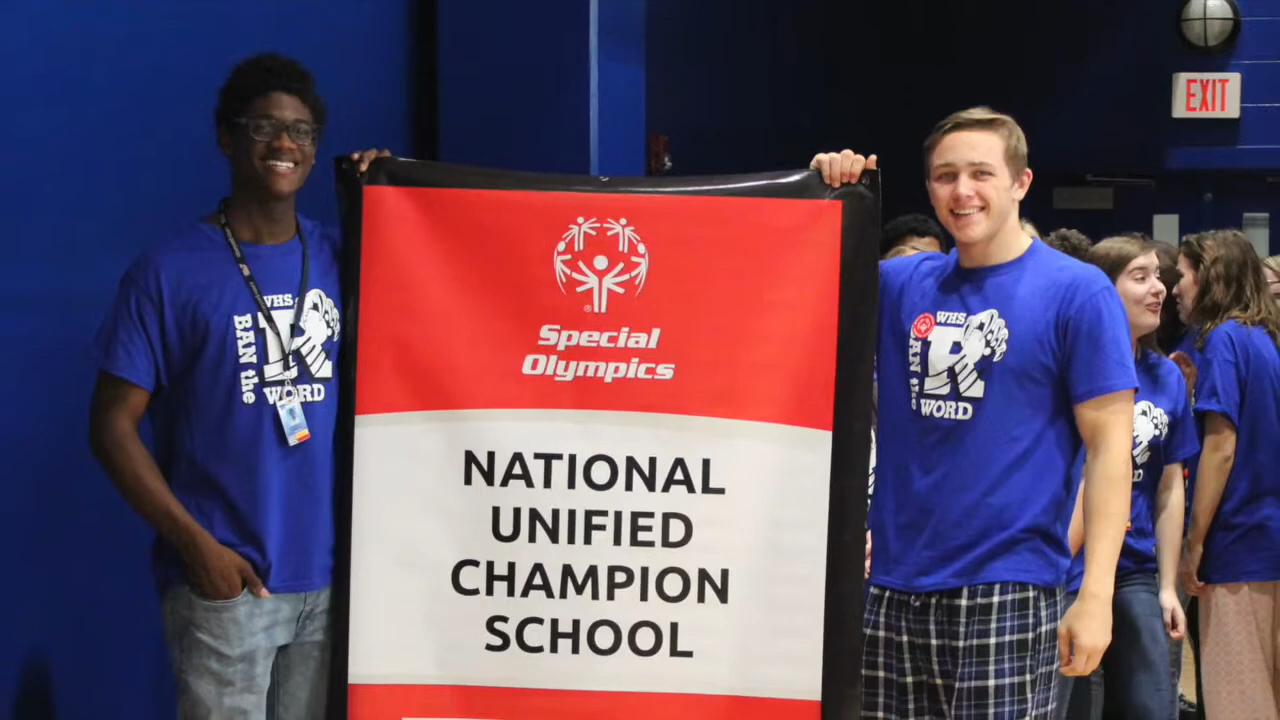 EXIT
Special
Olympics
NATIONAL
UNIFIED
CHAMPION
SCHOOL
WHS
BAN the
R
WORD
WHS
BAN the
R
WORD